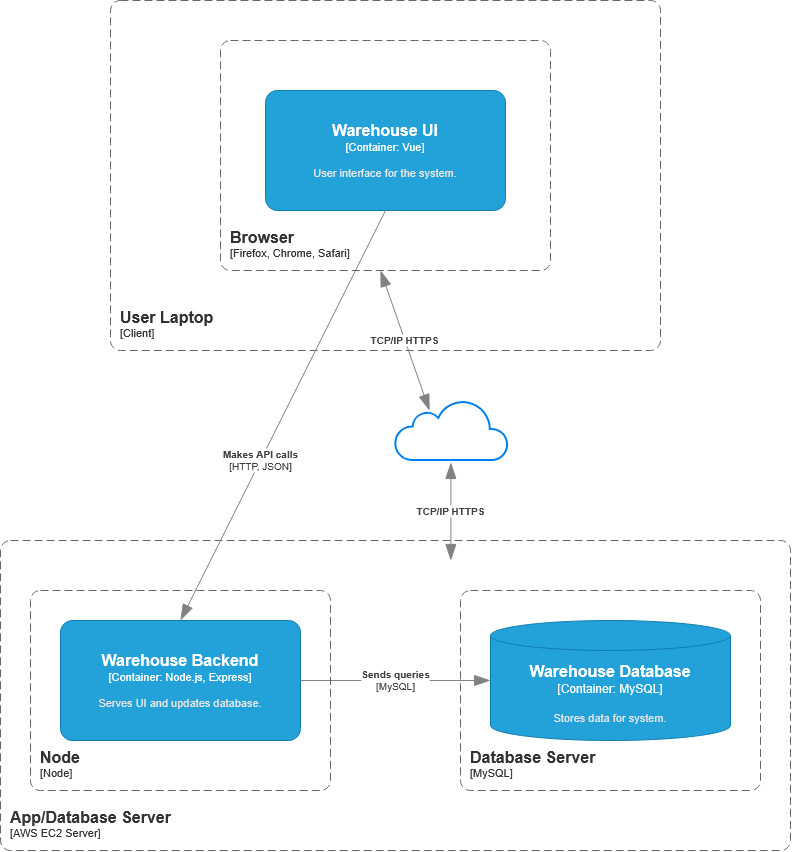 Warehouse UI
[Container: Vue]
User interface for the system.
Browser
[Firefox, Chrome, Safari]
User Laptop
[Client]
TCP/IP HTTPS
Makes API calls
[HTTP, JSON]
TCP/IP HTTPS
Warehouse Backend
[Container: Node.js, Express]
Serves UI and updates database.
Node
[Node]
Sends queries
[MySQL]
Warehouse Database
[Container: MySQL]
Stores data for system.
Database Server
[MySQL]
App/Database Server
[AWS EC2 Server]